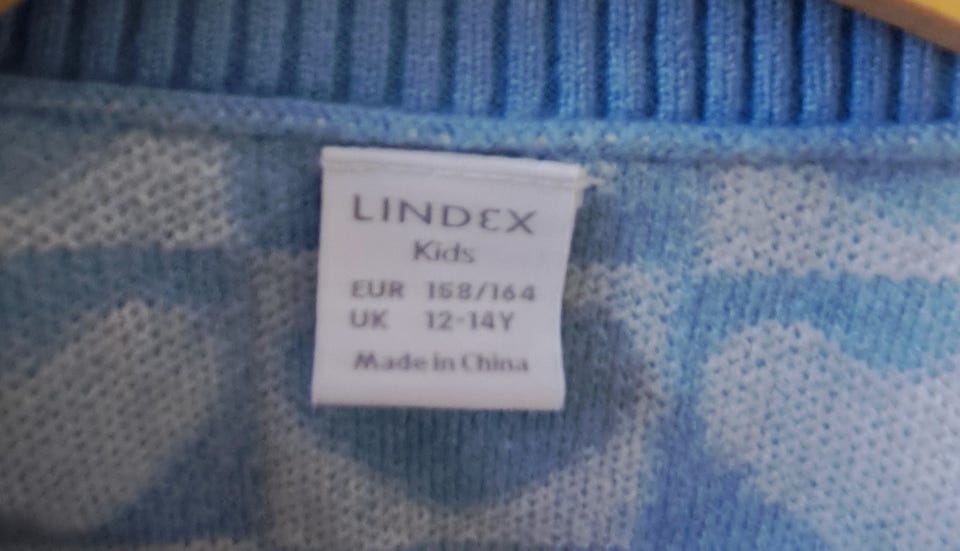 LINDEX
Kids
EUR 158/164
UK 12-14Y
Made in China